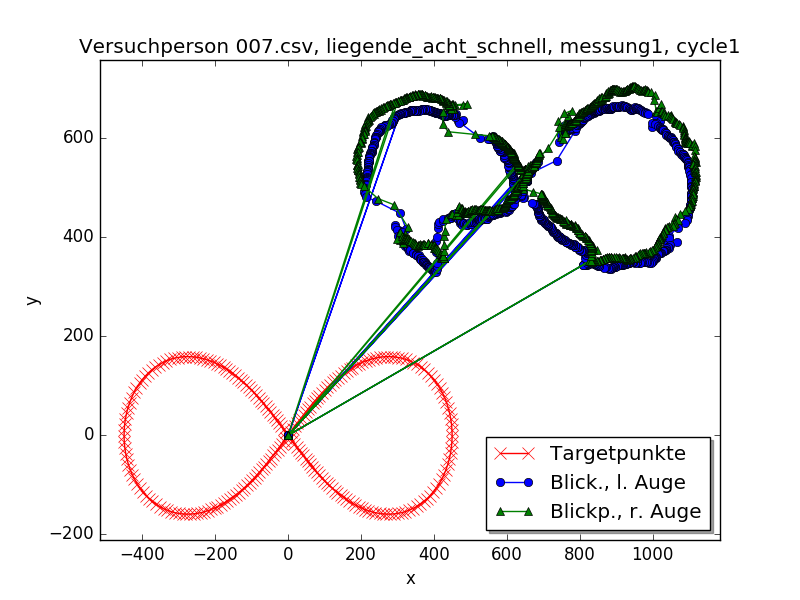 Versuchperson 007.csv, liegende_acht_schnell, messung1, cycle1
y
600
400
200
0
−200
−400
−200
0
200
400
600
800
1000
x
Targetpunkte
Blick., l. Auge
Blickp., r. Auge